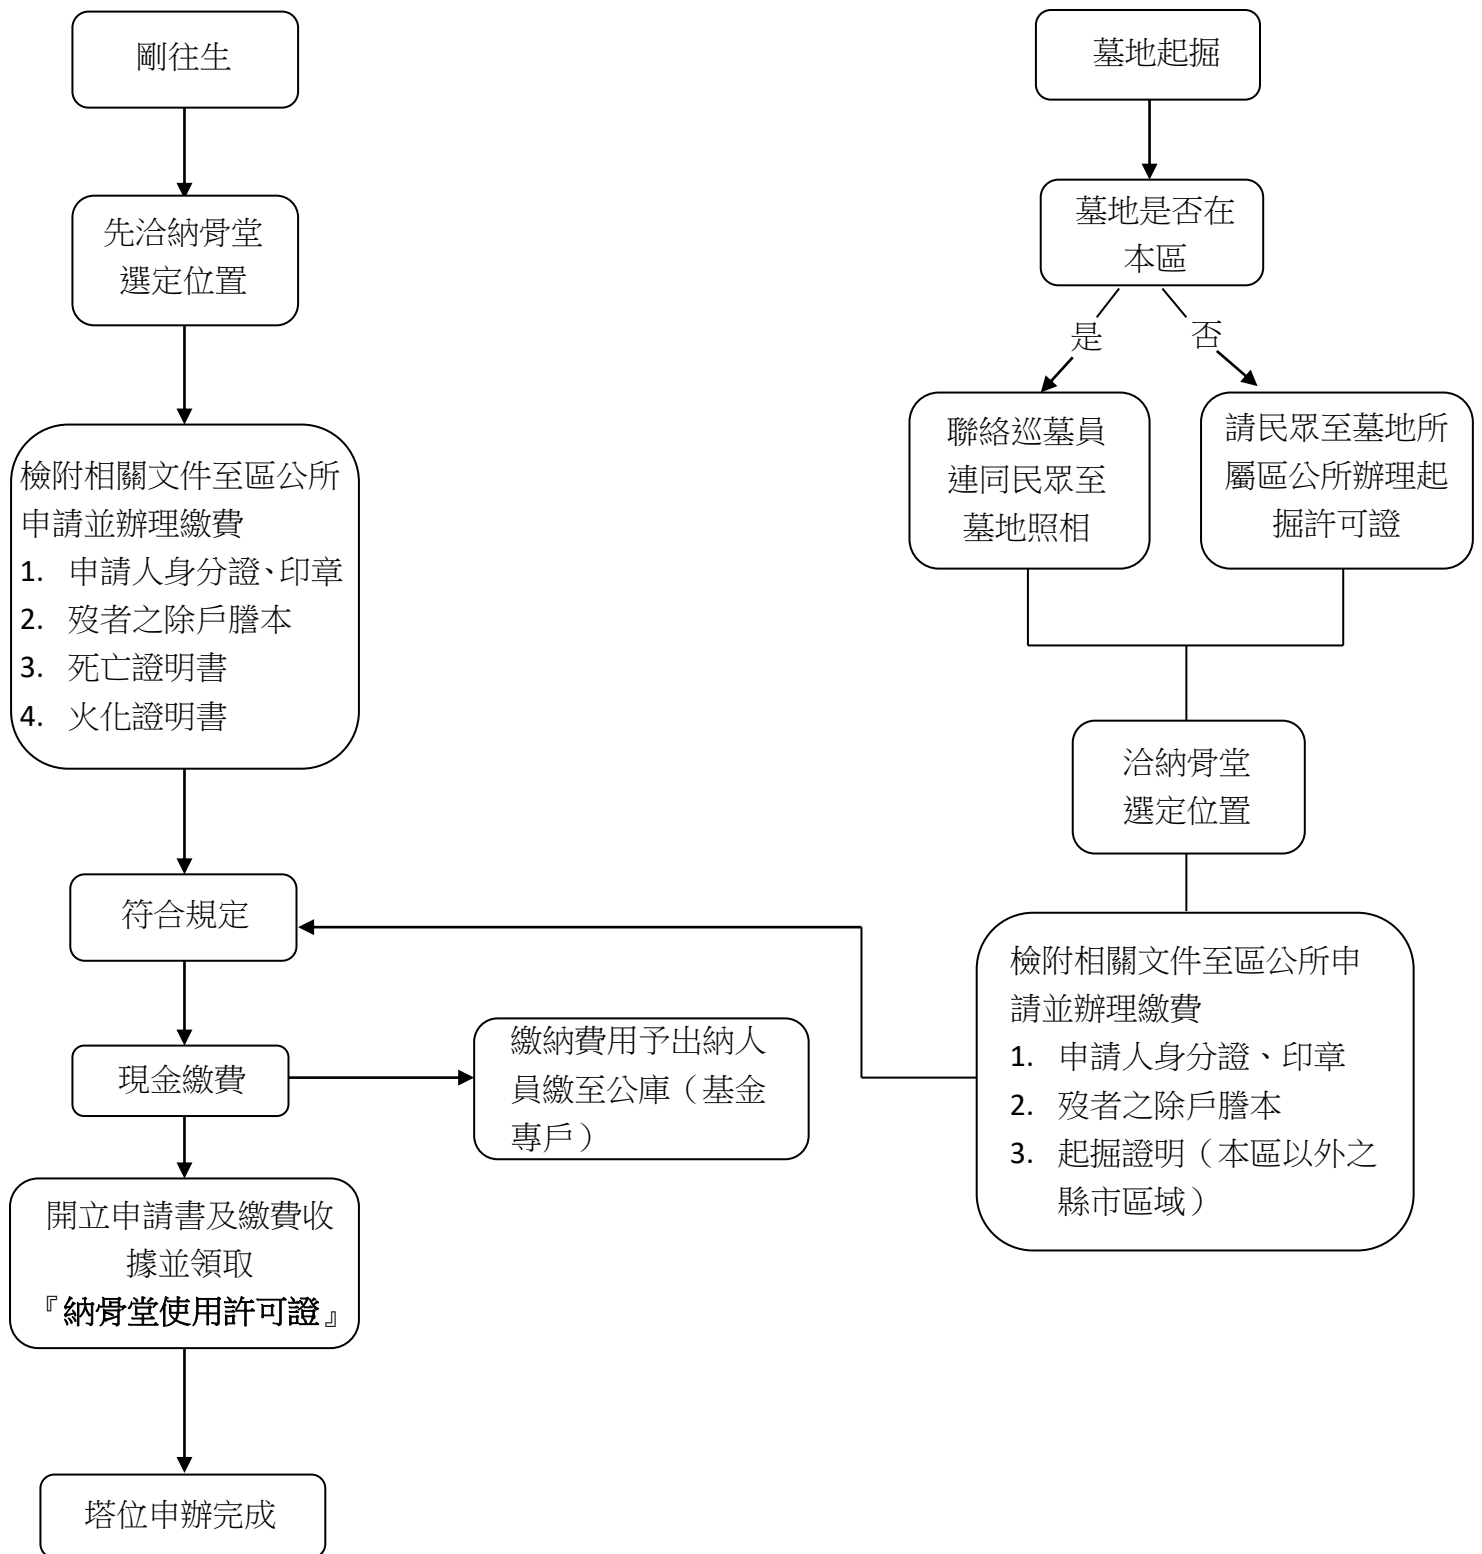 剛往生
先洽納骨堂
選定位置
檢附相關文件至區公所
申請並辦理繳費
1. 申請人身分證、印章
2. 歿者之除戶謄本
3. 死亡證明書
4. 火化證明書
符合規定
現金繳費
繳納費用予出納人
員繳至公庫（基金
專戶）
開立申請書及繳費收
據並領取
『納骨堂使用許可證』
塔位申辦完成
墓地起掘
墓地是否在
本區
是
否
聯絡巡墓員
連同民眾至
墓地照相
請民眾至墓地所
屬區公所辦理起
掘許可證
洽納骨堂
選定位置
檢附相關文件至區公所申
請並辦理繳費
1. 申請人身分證、印章
2. 歿者之除戶謄本
3. 起掘證明（本區以外之
縣市區域）